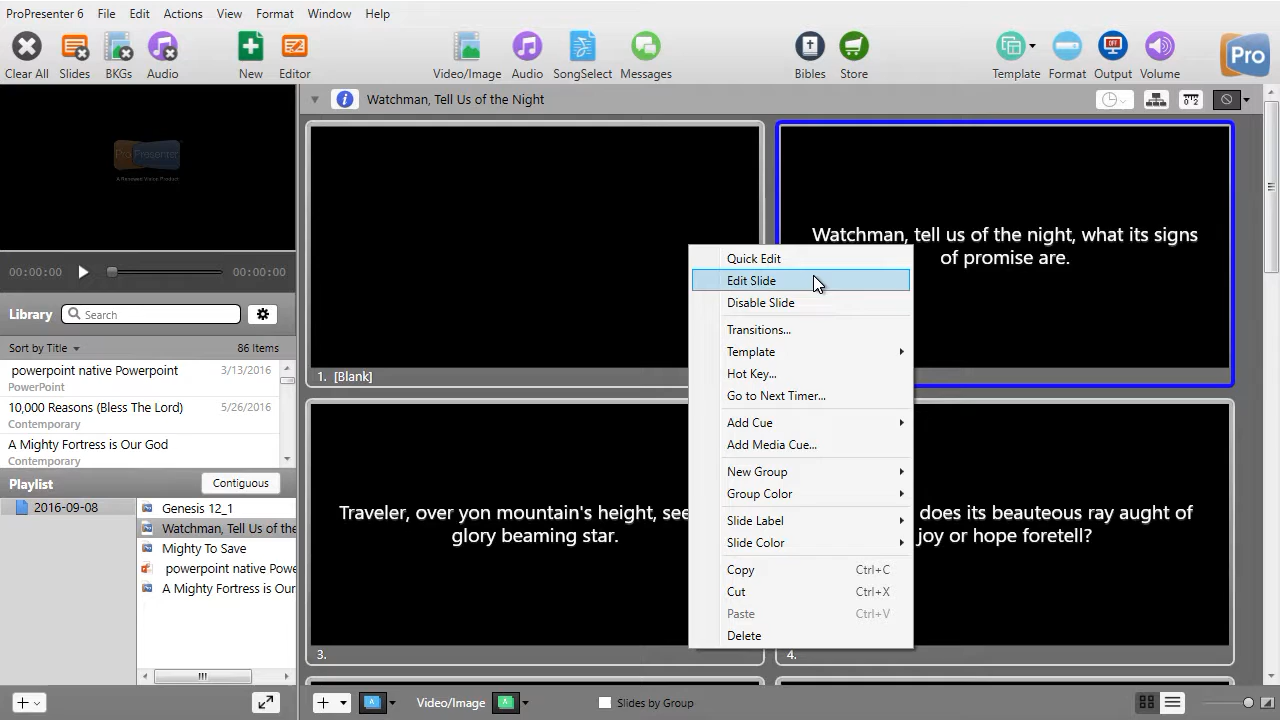 ProPresenter 6 File Edit Actions View Format Window Help
Clear All Slides BKGs Audio New Editor Video/Image Audio SongSelect Messages Bibles Store Template Format Output Volume Pro
OFF
ProPresenter
00:00:00 00:00:00
Library Search
Sort by Title 86 Items
powerpoint native Powerpoint 3/13/2016
PowerPoint
10,000 Reasons (Bless The Lord) 5/26/2016
Contemporary
A Mighty Fortress is Our God
Contemporary
Playlist Contiguous
2016-09-08
Genesis 12_1
Watchman, Tell Us of the
Mighty To Save
powerpoint native Powe
A Mighty Fortress is Our
Watchman, Tell Us of the Night
1. [Blank]
Watchman, tell us of the night, what its signs
of promise are.
Traveler, over yon mountain's height, see
glory beaming star.
3.
does its beauteous ray aught of
joy or hope foretell?
4.
Quick Edit
Edit Slide
Disable Slide
Transitions...
Template
Hot Key...
Go to Next Timer...
Add Cue
Add Media Cue...
New Group
Group Color
Slide Label
Slide Color
Copy Ctrl+C
Cut Ctrl+X
Paste Ctrl+V
Delete
Video/Image Slides by Group